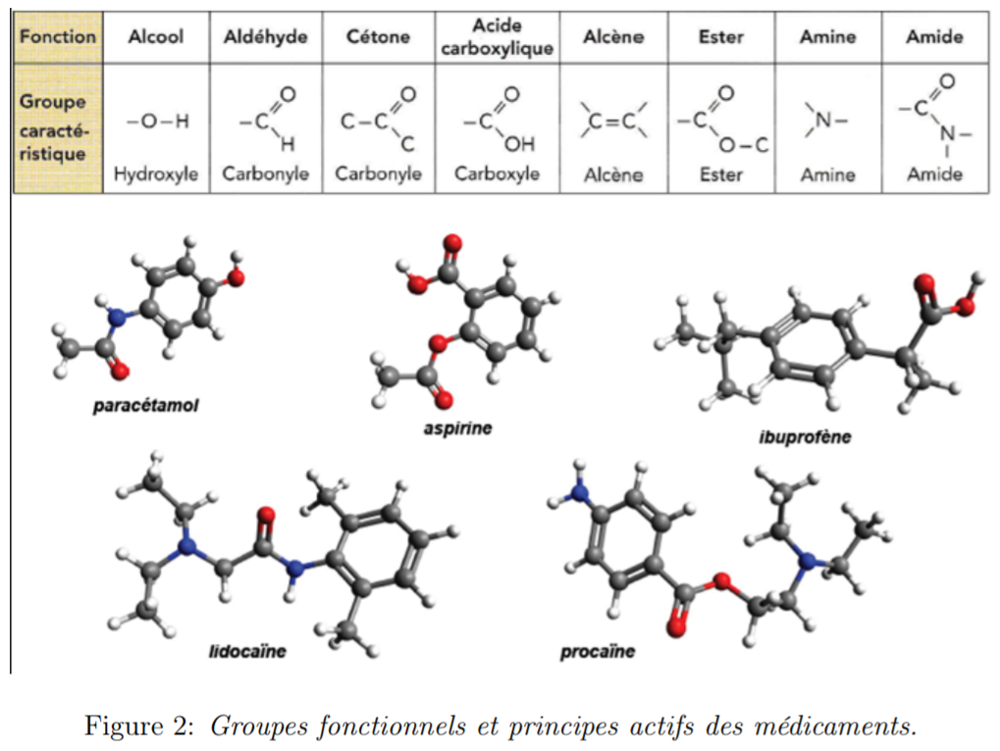 Fonction Alcool Aldéhyde Cétone Acide carboxylique Alcène Ester Amine Amide
Groupe caracté-ristique
-O-H
-C O H
C-C O C
-C O OH
C=C
-C O O-C
N-
-C O N-
Hydroxyle Carbonyle Carbonyle Carboxyle Alcène Ester Amine Amide
paracétamol
aspirine
ibuprofène
lidocaïne
procaïne
Figure 2: Groupes fonctionnels et principes actifs des médicaments.